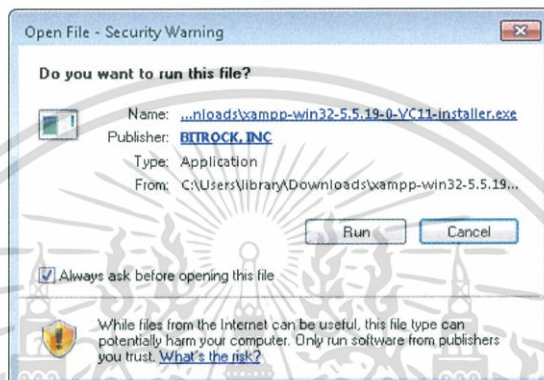 Open File - Security Warning
Do you want to run this file?
Name: ...nloads\xampp-win32-5.5.19-0-VC11-installer.exe
Publisher: BITROCK, INC
Type: Application
From: C:\Users\library\Downloads\xampp-win32-5.5.19...
Run Cancel
Always ask before opening this file
While files from the Internet can be useful, this file type can
potentially harm your computer. Only run software from publishers
you trust. What's the risk?